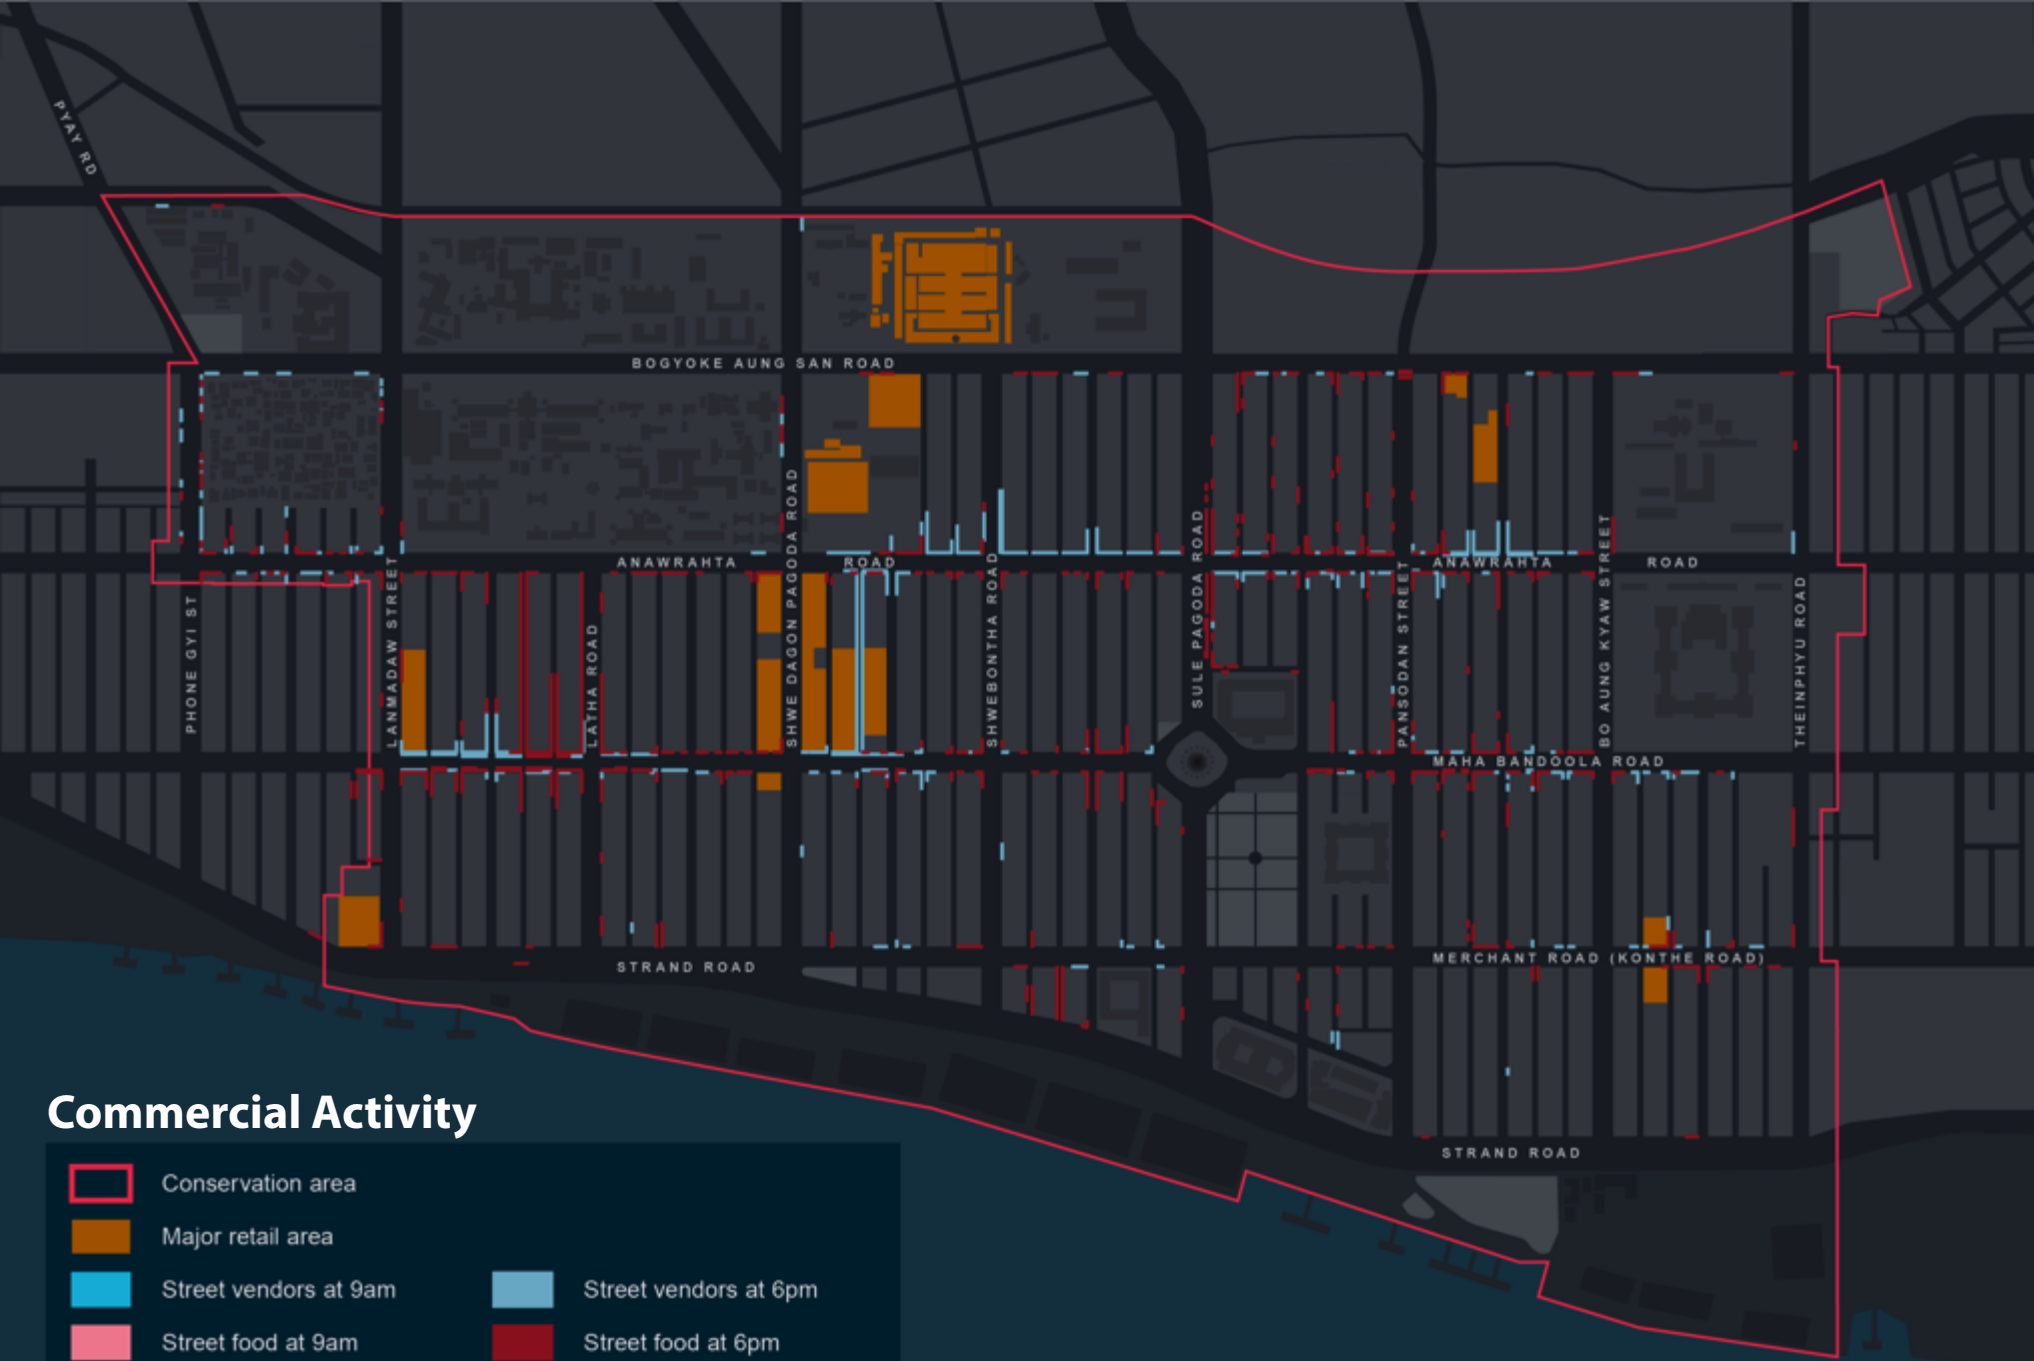 PYAY RD
BOGYOKE AUNG SAN ROAD
ANAWRAHTA
ROAD
ANAWRAHTA
ROAD
PHONE GYI ST
LANMADAW STREET
LATHA ROAD
SHWE DAGON PAGODA ROAD
SHWEBONTHA ROAD
SULE PAGODA ROAD
PANSODAN STREET
BO AUNG KYAW STREET
THEINPHYU ROAD
MAHA BANDOOLA ROAD
STRAND ROAD
MERCHANT ROAD (KONTHE ROAD)
STRAND ROAD
Commercial Activity
Conservation area
Major retail area
Street vendors at 9am
Street vendors at 6pm
Street food at 9am
Street food at 6pm